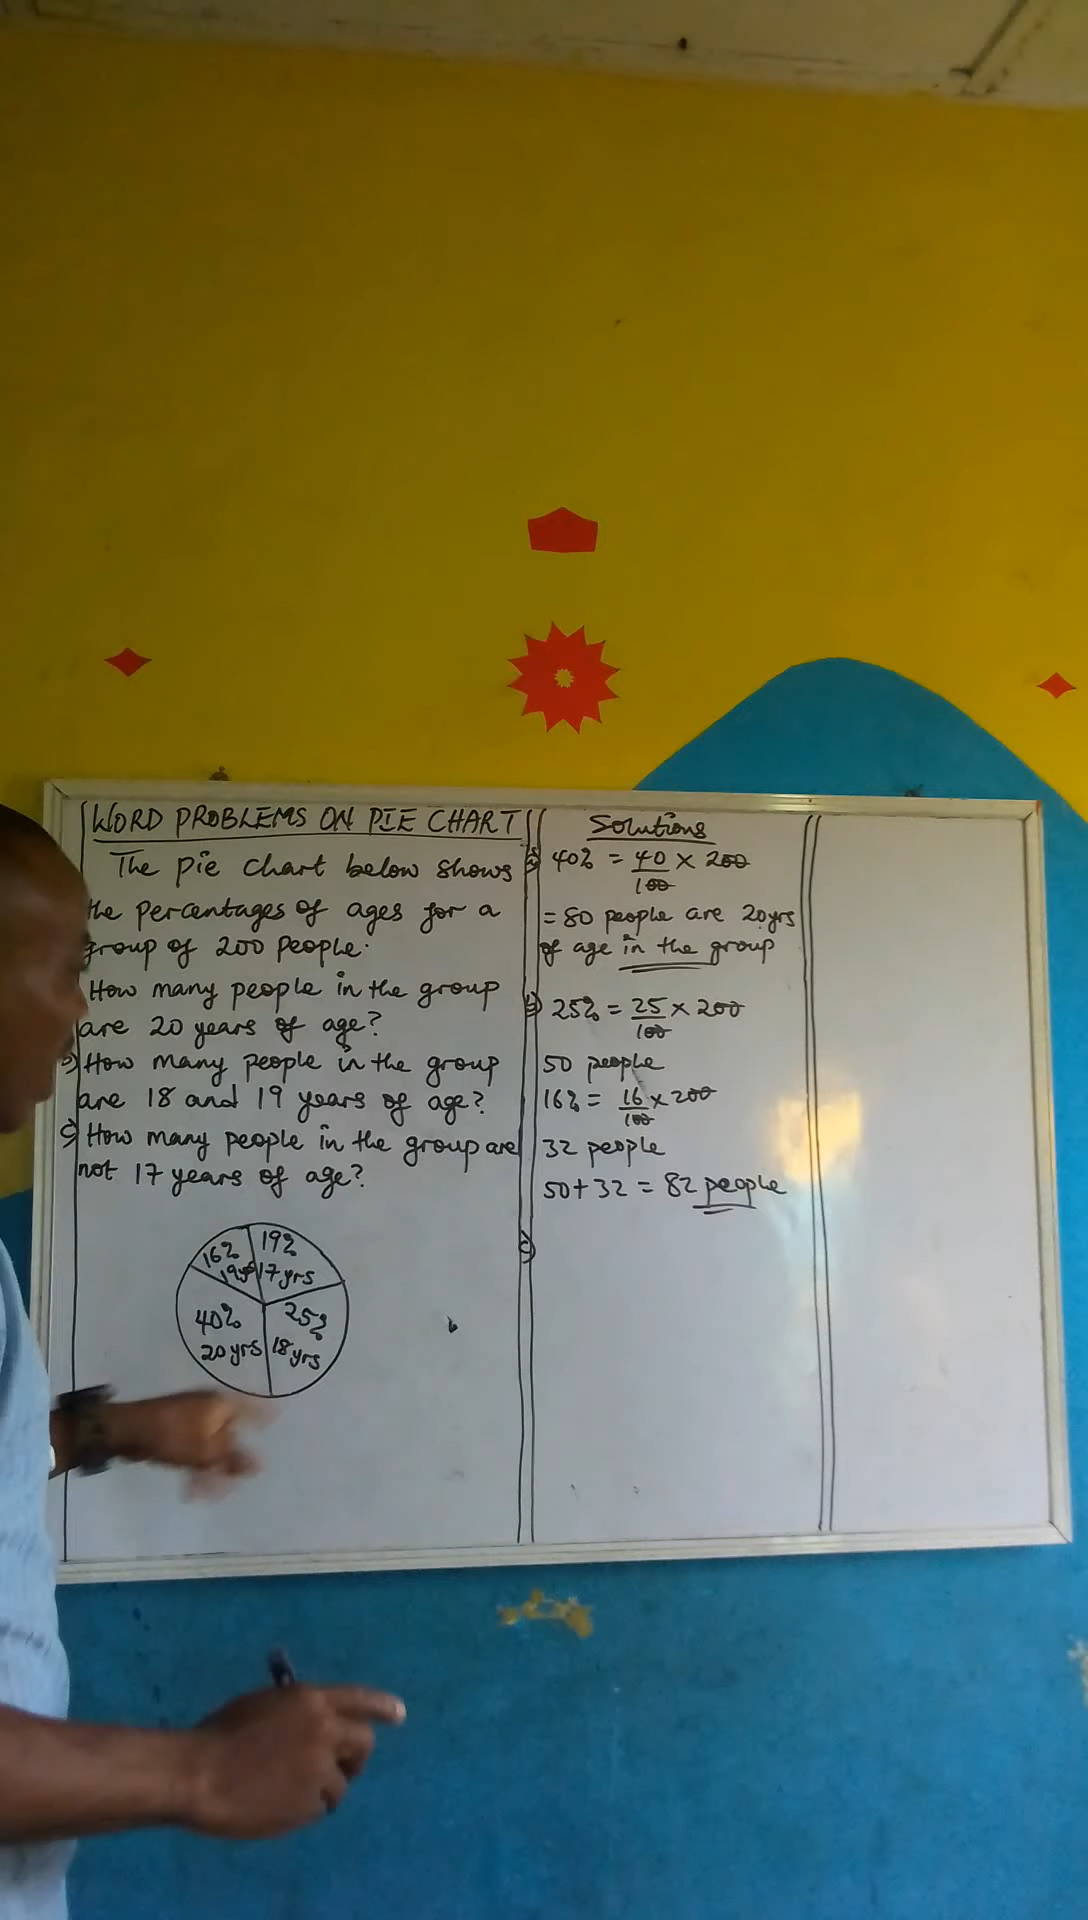 WORD PROBLEMS ON PIE CHART
The Pie Chart below shows
the percentages of ages for a
group of 200 people.
How many people in the group
are 20 years of age?
b) How many people in the group
are 18 and 19 years of age?
c) How many people in the group are
not 17 years of age?
16% 19%
19yrs 17yrs
40% 25%
20yrs 18yrs
Solutions
a) 40% = 40/100 × 200
= 80 people are 20yrs
of age in the group
b) 25% = 25/100 × 200
50 people
16% = 16/100 × 200
32 people
50+32 = 82 people
c)